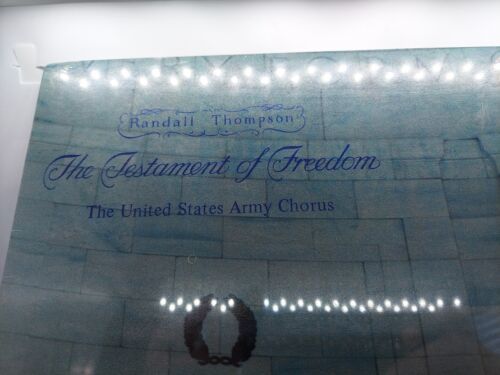 Randall Thompson
The Testament of Freedom
The United States Army Chorus